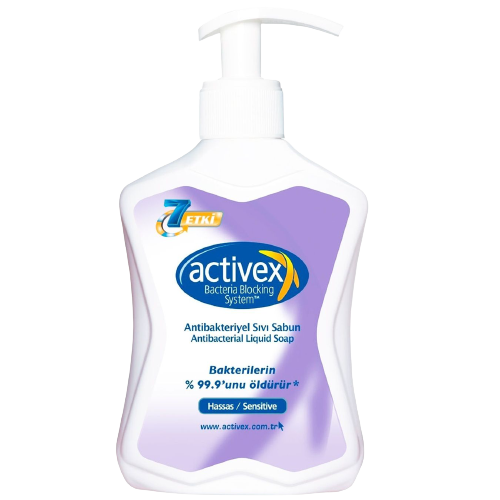 7
ETKİ
activex
Bacteria Blocking
System™
Antibakteriyel Sıvı Sabun
Antibacterial Liquid Soap
Bakterilerin
% 99.9'unu öldürür*
Hassas / Sensitive
www.activex.com.tr